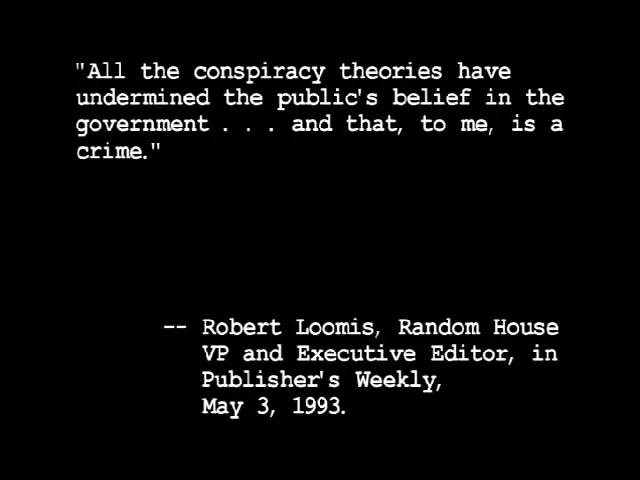 "All the conspiracy theories have
undermined the public's belief in the
government . . . and that, to me, is a
crime."
-- Robert Loomis, Random House
VP and Executive Editor, in
Publisher's Weekly,
May 3, 1993.